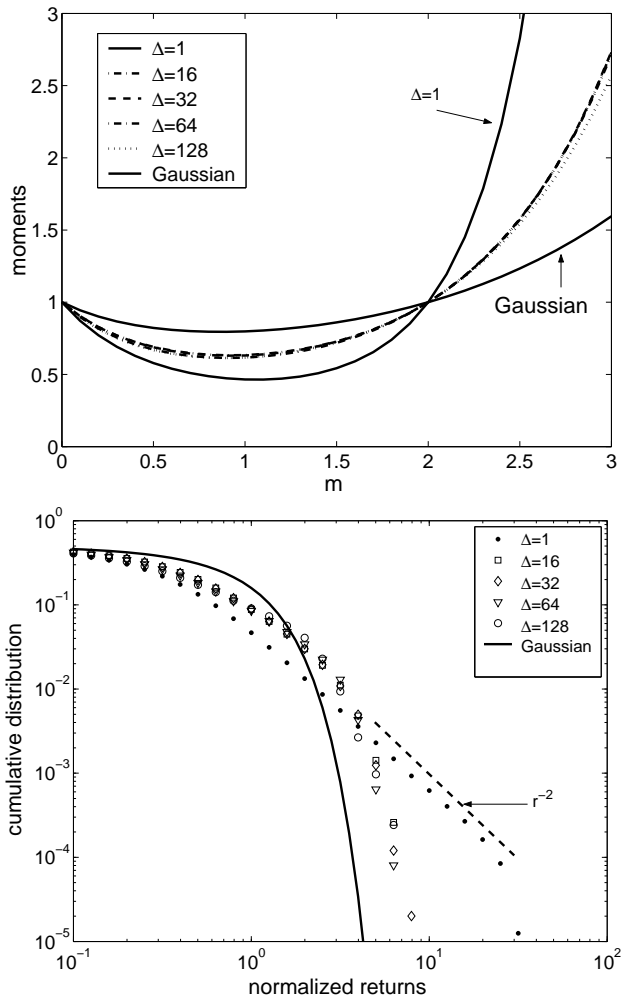 3
2.5
2
1.5
1
0.5
0
moments
Δ=1
Δ=16
Δ=32
Δ=64
Δ=128
Gaussian
Δ=1
Gaussian
0 0.5 1 1.5 2 2.5 3
m
10^0
10^-1
10^-2
10^-3
10^-4
10^-5
cumulative distribution
Δ=1
Δ=16
Δ=32
Δ=64
Δ=128
Gaussian
r^-2
10^-1 10^0 10^1 10^2
normalized returns